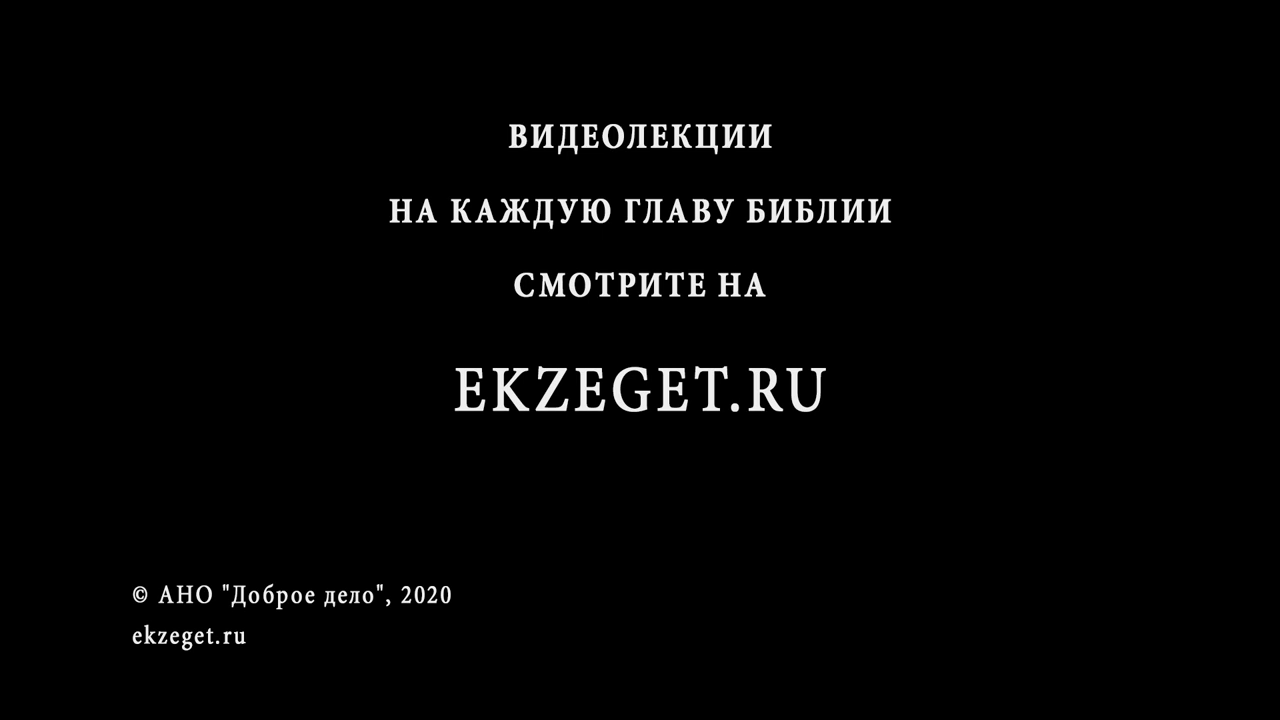 ВИДЕОЛЕКЦИИ
НА КАЖДУЮ ГЛАВУ БИБЛИИ
СМОТРИТЕ НА
EKZEGET.RU
© АНО "Доброе дело", 2020
ekzeget.ru